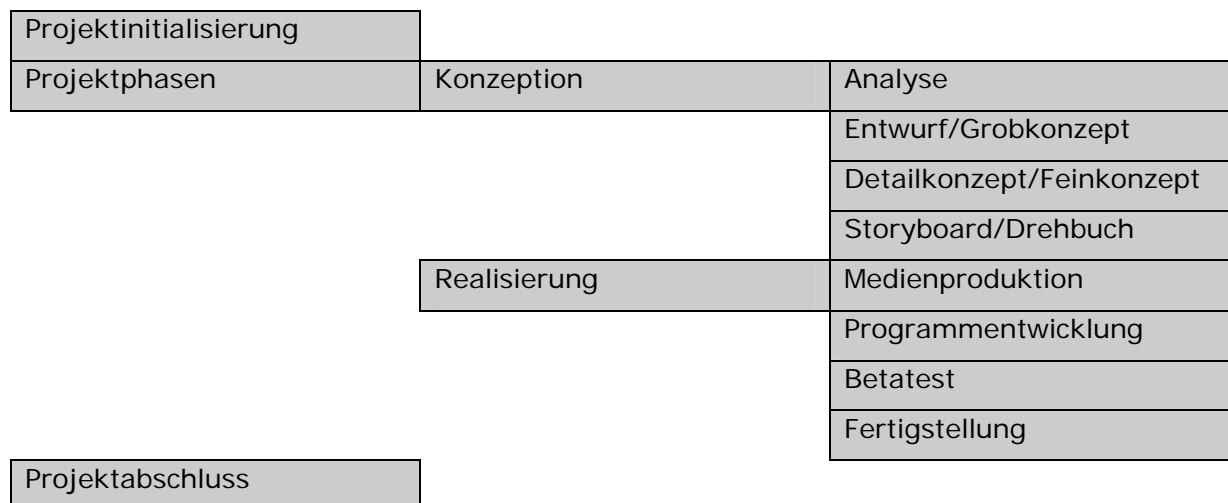 Projektinitialisierung
Projektphasen Konzeption Analyse
Entwurf/Grobkonzept
Detailkonzept/Feinkonzept
Storyboard/Drehbuch
Realisierung Medienproduktion
Programmentwicklung
Betatest
Fertigstellung
Projektabschluss